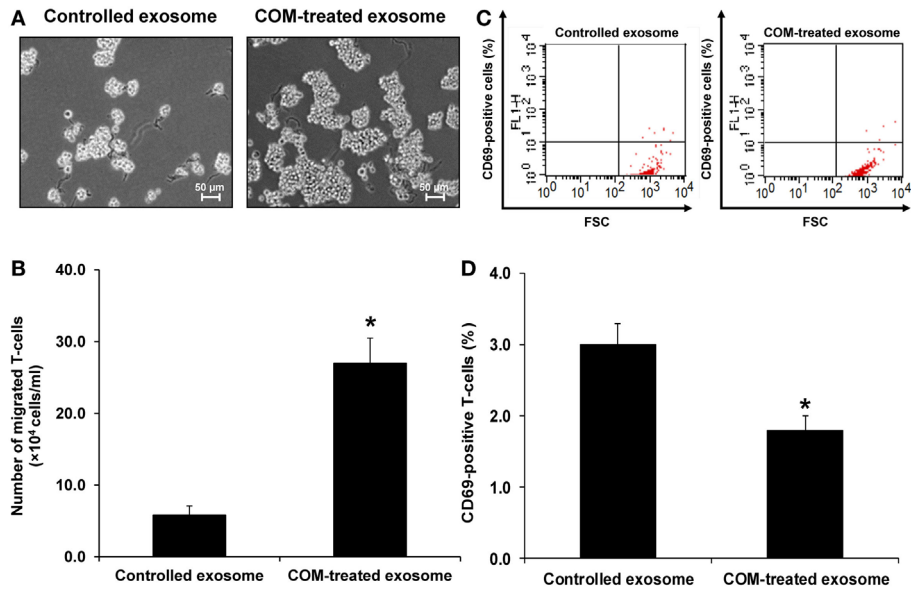 A
Controlled exosome
COM-treated exosome
50 µm
50 µm
B
Number of migrated T-cells
(×10⁴ cells/ml)
40.0
30.0
20.0
10.0
0.0
*
Controlled exosome
COM-treated exosome
C
Controlled exosome
CD69-positive cells (%)
FL1-H
10⁴
10³
10²
10¹
10⁰
10⁰ 10¹ 10² 10³ 10⁴
FSC
COM-treated exosome
CD69-positive cells (%)
FL1-H
10⁴
10³
10²
10¹
10⁰
10⁰ 10¹ 10² 10³ 10⁴
FSC
D
CD69-positive T-cells (%)
4.0
3.0
2.0
1.0
0.0
*
Controlled exosome
COM-treated exosome